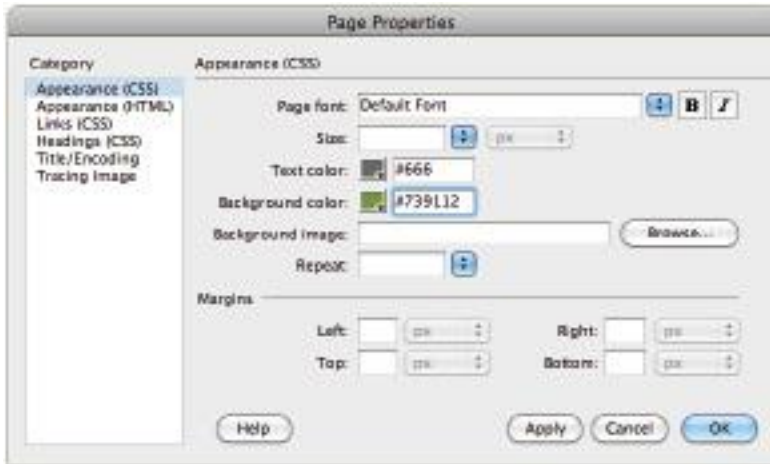 Page Properties
Category
Appearance (CSS)
Appearance (HTML)
Links (CSS)
Headings (CSS)
Title/Encoding
Tracing Image
Appearance (CSS)
Page font: Default Font B I
Size: px
Text color: #666
Background color: #739112
Background image: Browse...
Repeat:
Margins
Left: px Right: px
Top: px Bottom: px
Help Apply Cancel OK